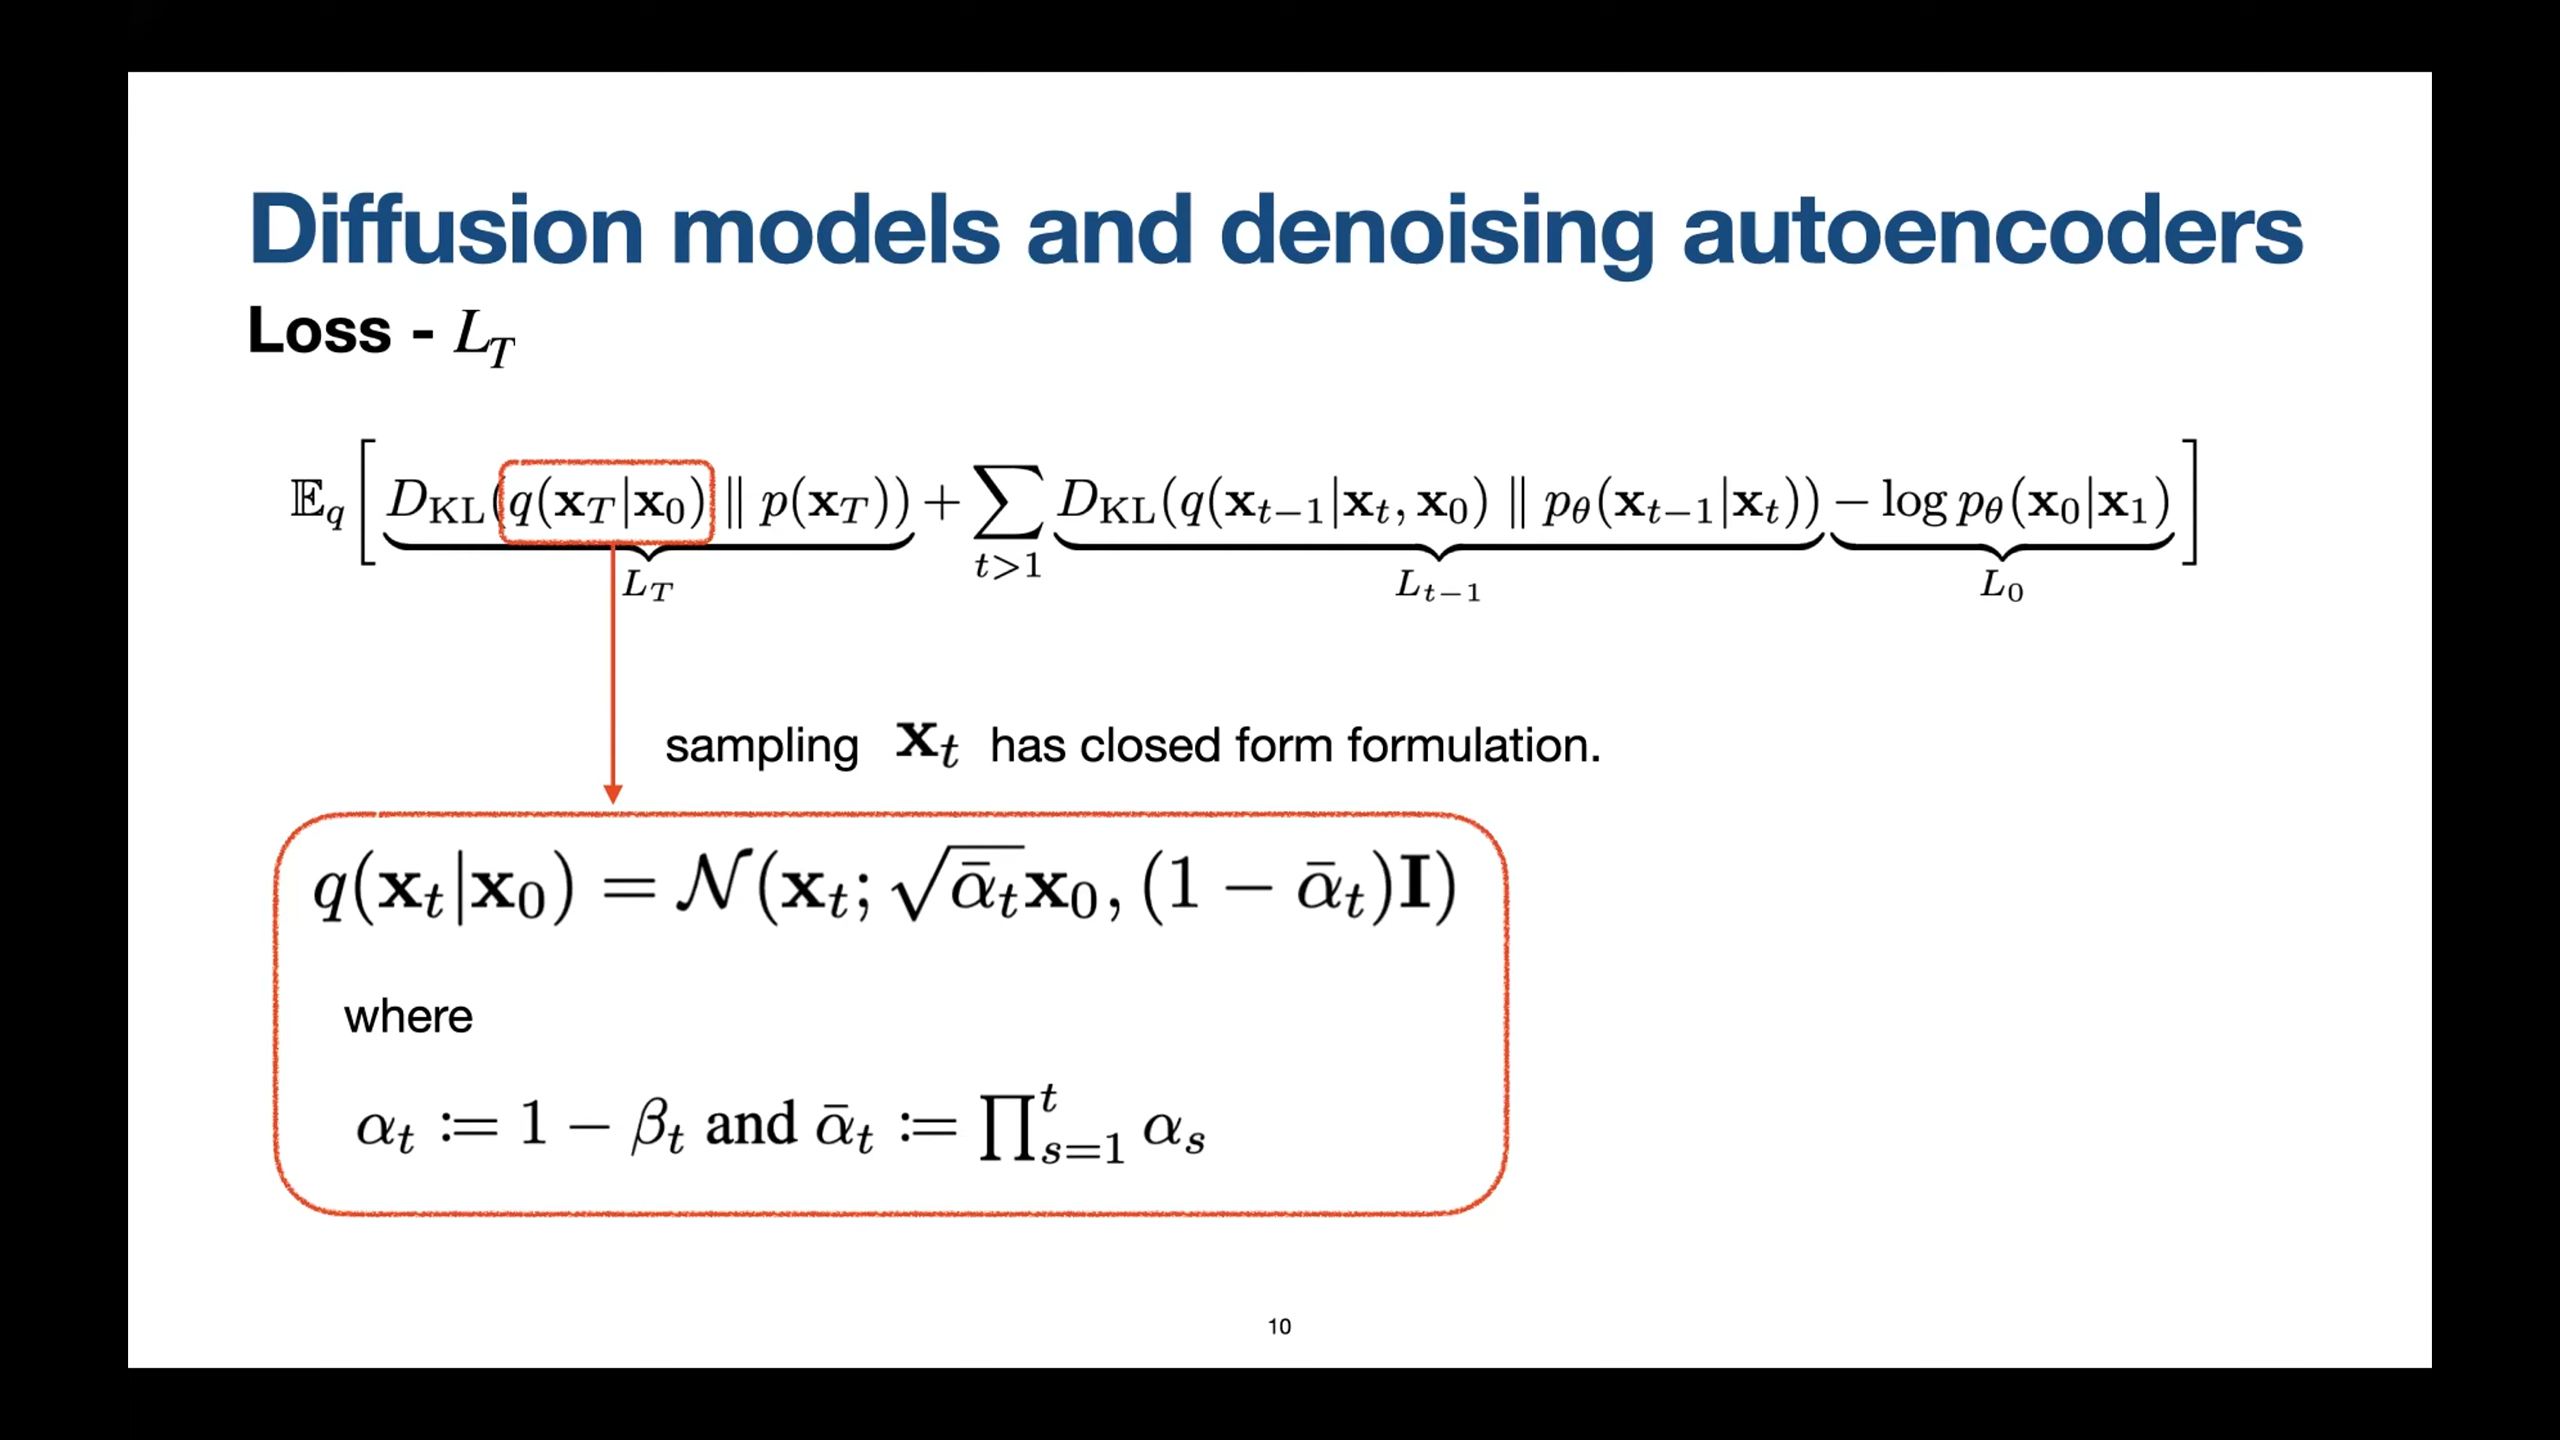 Diffusion models and denoising autoencoders
Loss - L_T
𝔼_q [ D_KL(q(𝐱_T|𝐱_0) ∥ p(𝐱_T)) + ∑_{t>1} D_KL(q(𝐱_{t−1}|𝐱_t, 𝐱_0) ∥ p_θ(𝐱_{t−1}|𝐱_t)) − log p_θ(𝐱_0|𝐱_1) ]
L_T L_{t−1} L_0
sampling 𝐱_t has closed form formulation.
q(𝐱_t|𝐱_0) = 𝒩(𝐱_t; √ᾱ_t 𝐱_0, (1 − ᾱ_t)𝐈)
where
α_t := 1 − β_t and ᾱ_t := ∏_{s=1}^{t} α_s
10